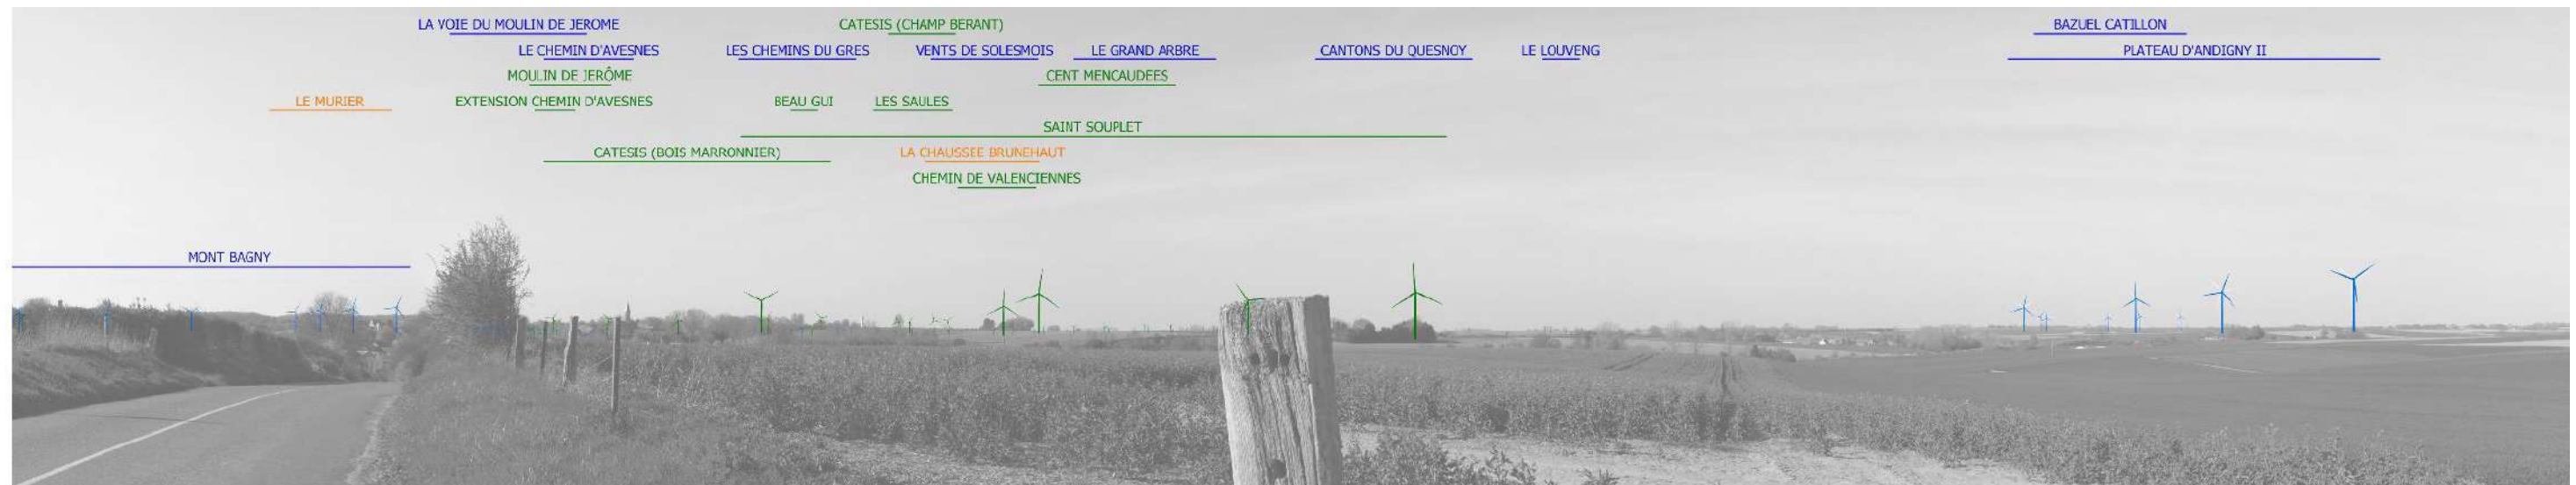 LA VOIE DU MOULIN DE JEROME
CATESIS (CHAMP BERANT)
BAZUEL CATILLON
LE CHEMIN D'AVESNES
LES CHEMINS DU GRES
VENTS DE SOLESMOIS
LE GRAND ARBRE
CANTONS DU QUESNOY
LE LOUVENG
PLATEAU D'ANDIGNY II
MOULIN DE JERÔME
CENT MENCAUDEES
LE MURIER
EXTENSION CHEMIN D'AVESNES
BEAU GUI
LES SAULES
SAINT SOUPLET
CATESIS (BOIS MARRONNIER)
LA CHAUSSEE BRUNEHAUT
CHEMIN DE VALENCIENNES
MONT BAGNY